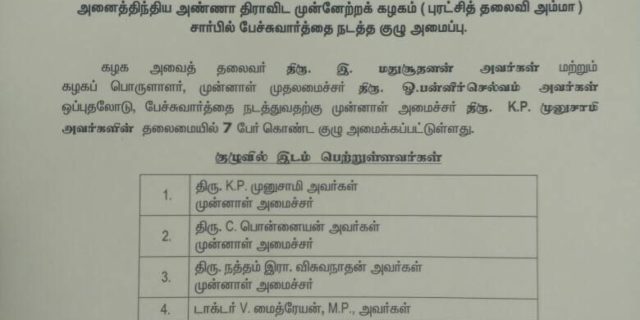 அனைத்திந்திய அண்ணா திராவிட முன்னேற்றக் கழகம் ( புரட்சித் தலைவி அம்மா )
சார்பில் பேச்சுவார்த்தை நடத்த குழு அமைப்பு.
கழக அவைத் தலைவர் திரு. இ. மதுசூதனன் அவர்கள் மற்றும்
கழகப் பொருளாளர், முன்னாள் முதலமைச்சர் திரு. ஓ.பன்னீர்செல்வம் அவர்கள்
ஒப்புதலோடு, பேச்சுவார்த்தை நடத்துவதற்கு முன்னாள் அமைச்சர் திரு. K.P. முனுசாமி
அவர்களின் தலைமையில் 7 பேர் கொண்ட குழு அமைக்கப்பட்டுள்ளது.
குழுவில் இடம் பெற்றுள்ளவர்கள்
1. திரு. K.P. முனுசாமி அவர்கள்
முன்னாள் அமைச்சர்
2. திரு. C. பொன்னையன் அவர்கள்
முன்னாள் அமைச்சர்
3. திரு. நத்தம் இரா. விசுவநாதன் அவர்கள்
முன்னாள் அமைச்சர்
4. டாக்டர் V. மைத்ரேயன், M.P., அவர்கள்